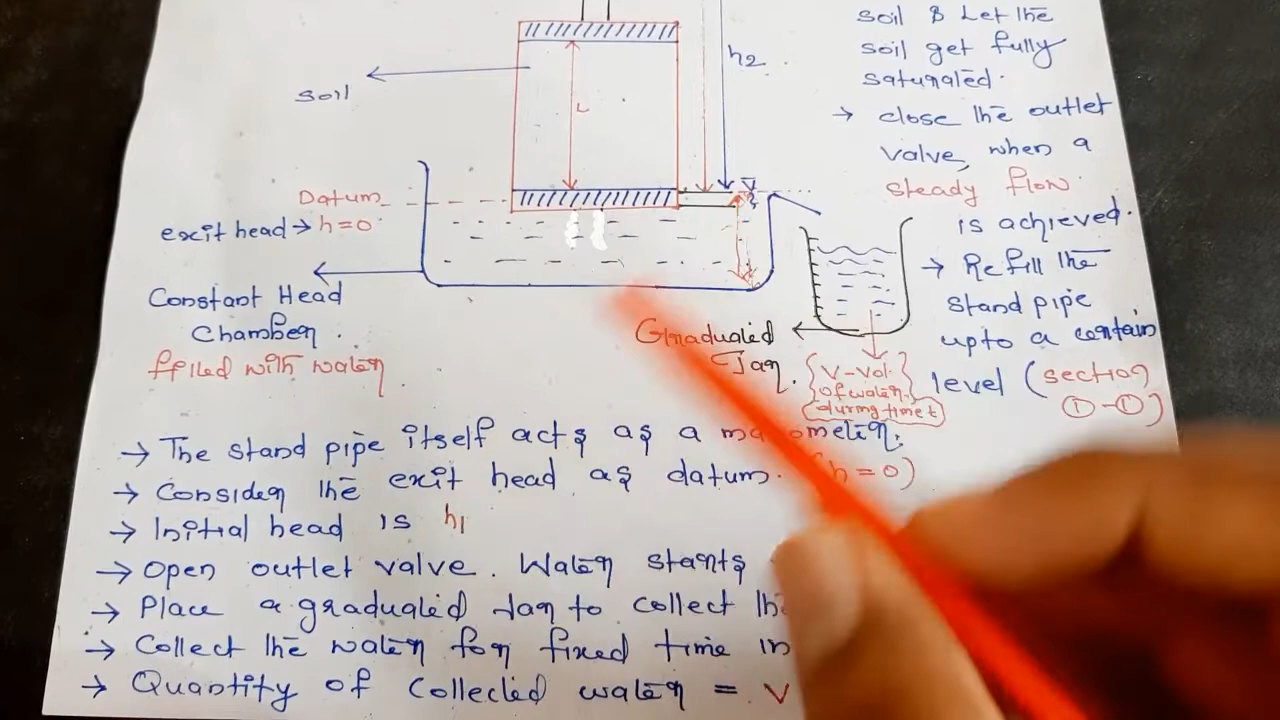 soil & Let the
soil get fully
saturated.
→ close the outlet
valve, when a
steady flow
is achieved.
→ Refill the
stand pipe
upto a certain
level (section
①-①)
h2
soil
L
Datum
exit head → h=0
Constant Head
Chamber.
filled with water
Graduated
Jar.
V-Vol.
of water
during time t
→ The stand pipe itself acts as a manometer.
→ Consider the exit head as datum. (h=0)
→ Initial head is h1
→ Open outlet valve. Water starts
→ Place a graduated Jar to collect
→ Collect the water for fixed time
→ Quantity of collected water = V